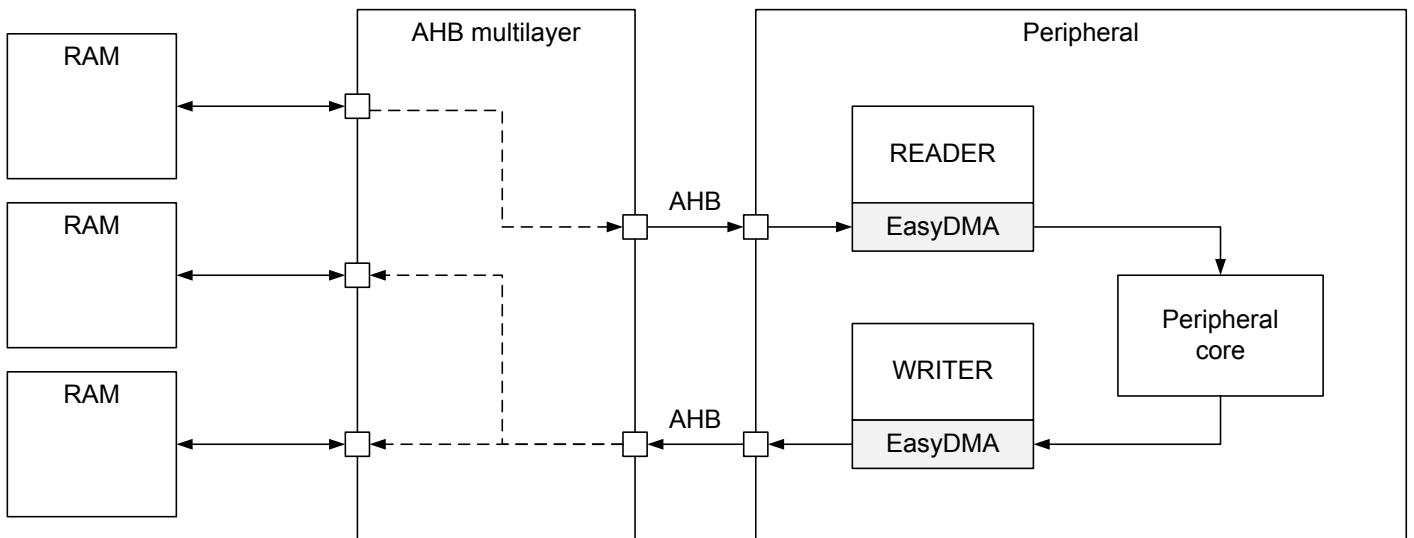 AHB multilayer
Peripheral
RAM
READER
AHB
EasyDMA
RAM
Peripheral
core
WRITER
RAM
AHB
EasyDMA